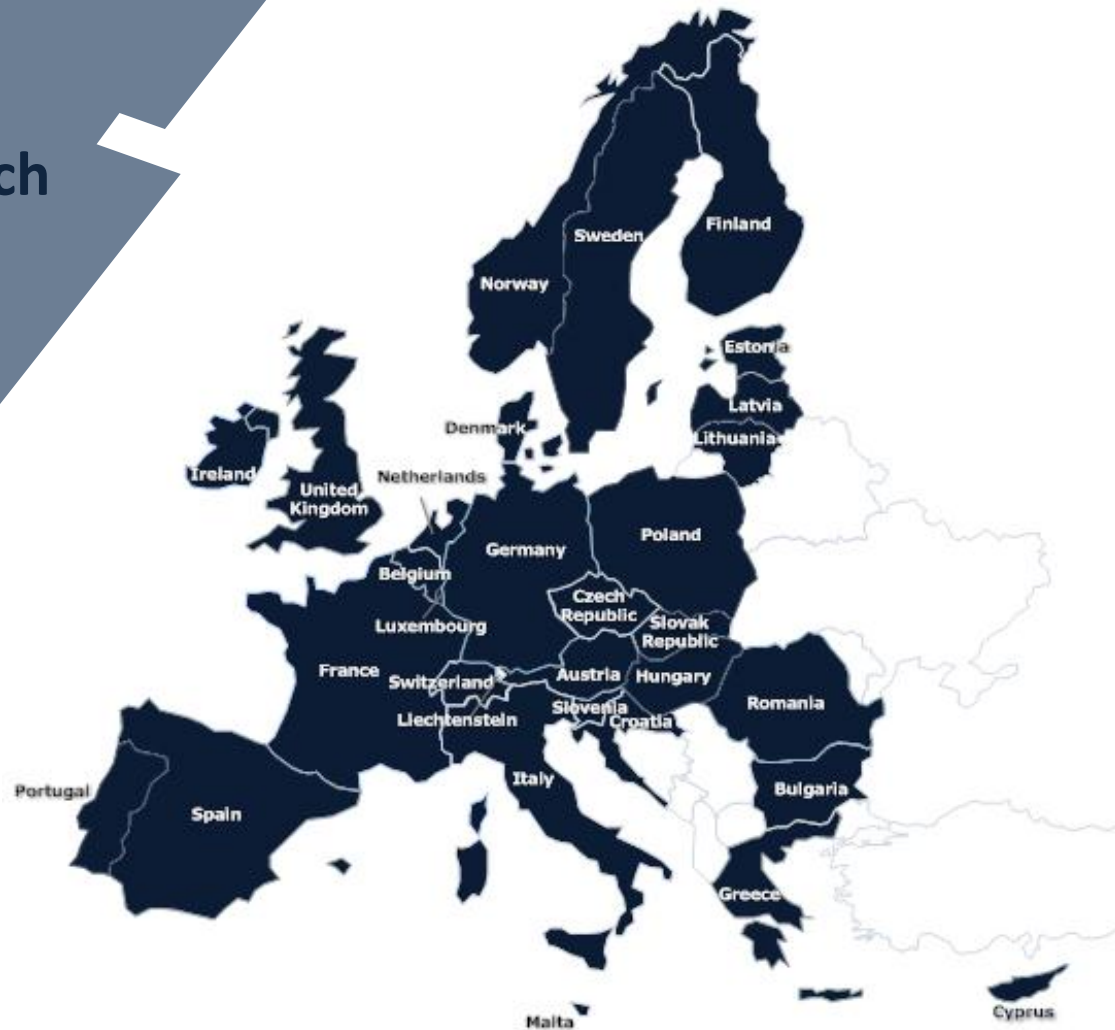 ch
Finland
Sweden
Norway
Estonia
Latvia
Denmark
Lithuania
Ireland
Netherlands
United
Kingdom
Poland
Germany
Belgium
Czech
Republic
Luxembourg
Slovak
Republic
France
Switzerland
Austria
Hungary
Liechtenstein
Slovenia
Croatia
Romania
Italy
Portugal
Bulgaria
Spain
Greece
Cyprus
Malta